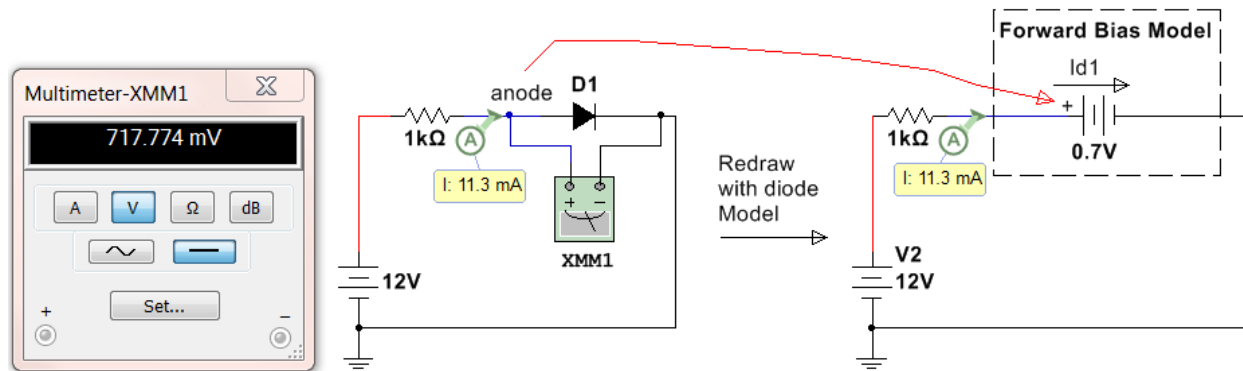 Multimeter-XMM1
X
717.774 mV
A
V
Ω
dB
Set...
+
−
anode
D1
1kΩ
A
I: 11.3 mA
+ −
XMM1
12V
Redraw
with diode
Model
Forward Bias Model
Id1
+
0.7V
1kΩ
A
I: 11.3 mA
V2
12V